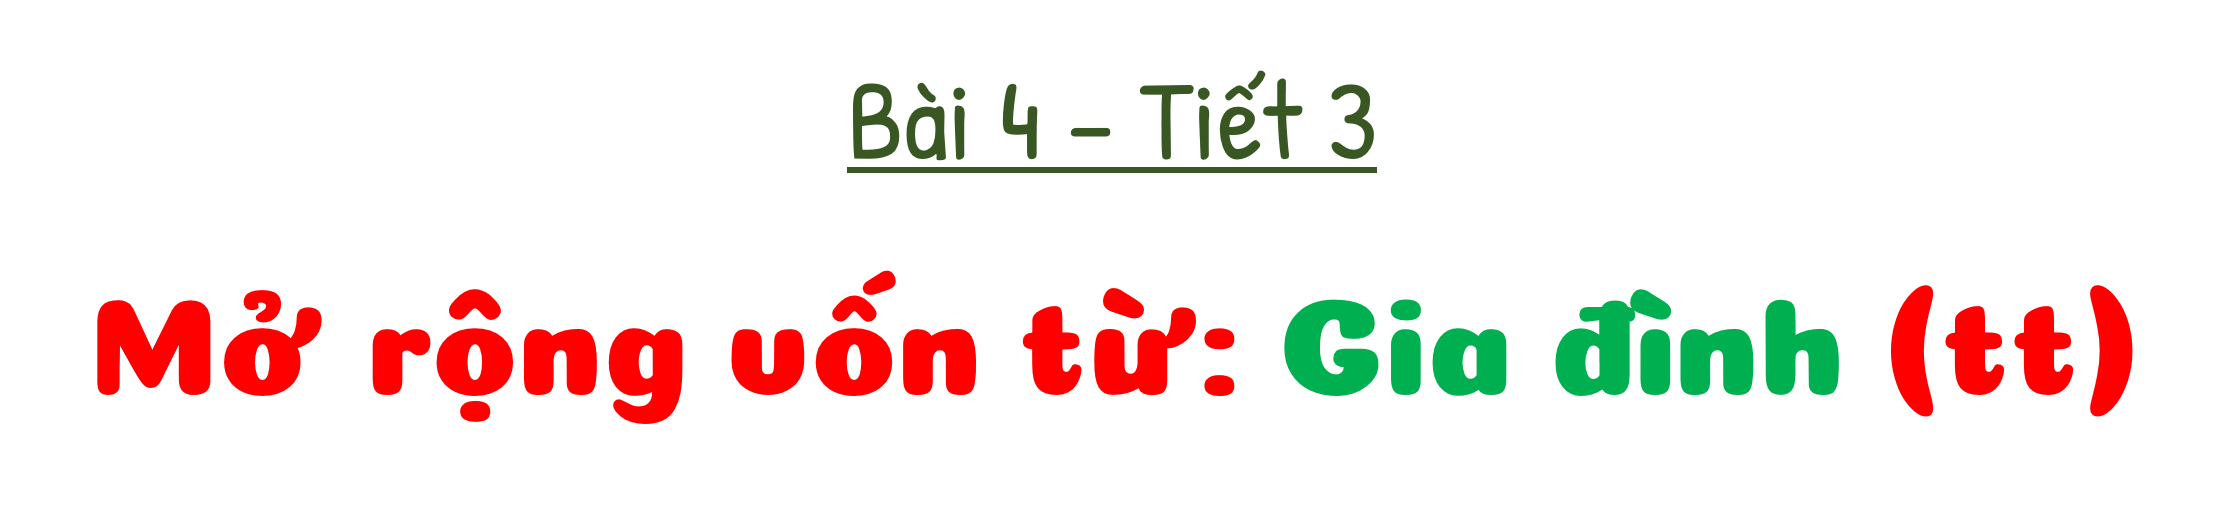 Bài 4 – Tiết 3
Mở rộng uốn từ: Gia đình (tt)